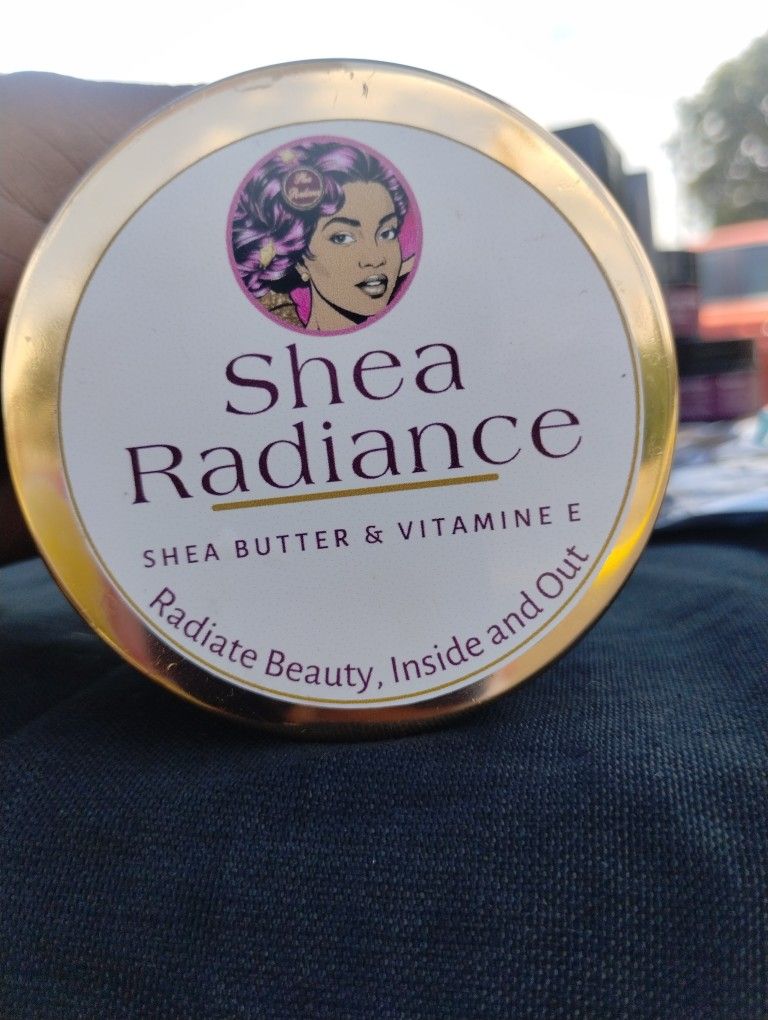 Shea
Radiance
SHEA BUTTER & VITAMINE E
Radiate Beauty, Inside and Out